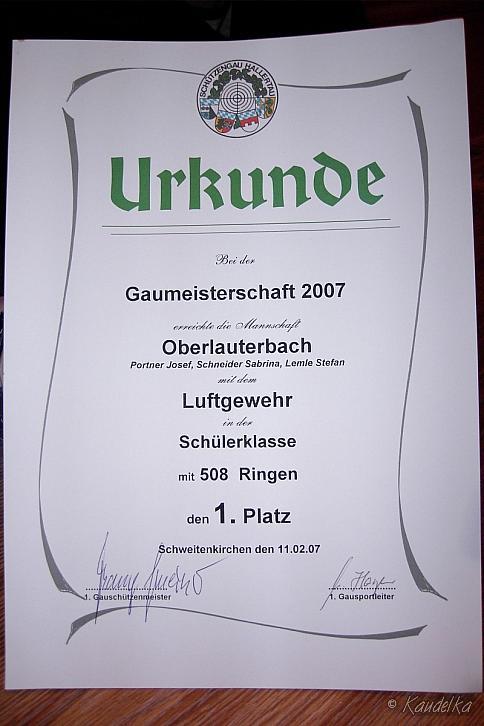 SCHÜTZENGAU HALLERTAU
Urkunde
Bei der
Gaumeisterschaft 2007
erreichte die Mannschaft
Oberlauterbach
Portner Josef, Schneider Sabrina, Lemle Stefan
mit dem
Luftgewehr
in der
Schülerklasse
mit 508 Ringen
den 1. Platz
Schweitenkirchen den 11.02.07
1. Gauschützenmeister
1. Gausportleiter
© Kaudelka